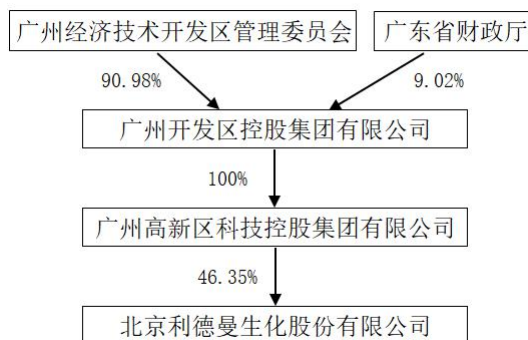 广州经济技术开发区管理委员会
广东省财政厅
90.98%
9.02%
广州开发区控股集团有限公司
100%
广州高新区科技控股集团有限公司
46.35%
北京利德曼生化股份有限公司